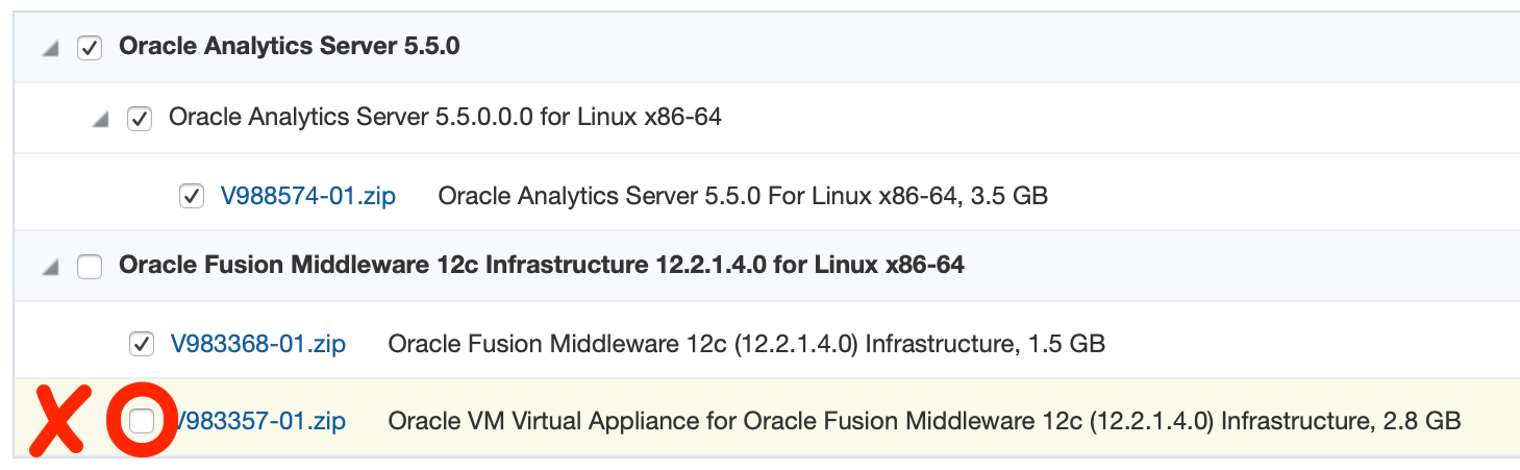 Oracle Analytics Server 5.5.0
Oracle Analytics Server 5.5.0.0.0 for Linux x86-64
V988574-01.zip Oracle Analytics Server 5.5.0 For Linux x86-64, 3.5 GB
Oracle Fusion Middleware 12c Infrastructure 12.2.1.4.0 for Linux x86-64
V983368-01.zip Oracle Fusion Middleware 12c (12.2.1.4.0) Infrastructure, 1.5 GB
X O V983357-01.zip Oracle VM Virtual Appliance for Oracle Fusion Middleware 12c (12.2.1.4.0) Infrastructure, 2.8 GB